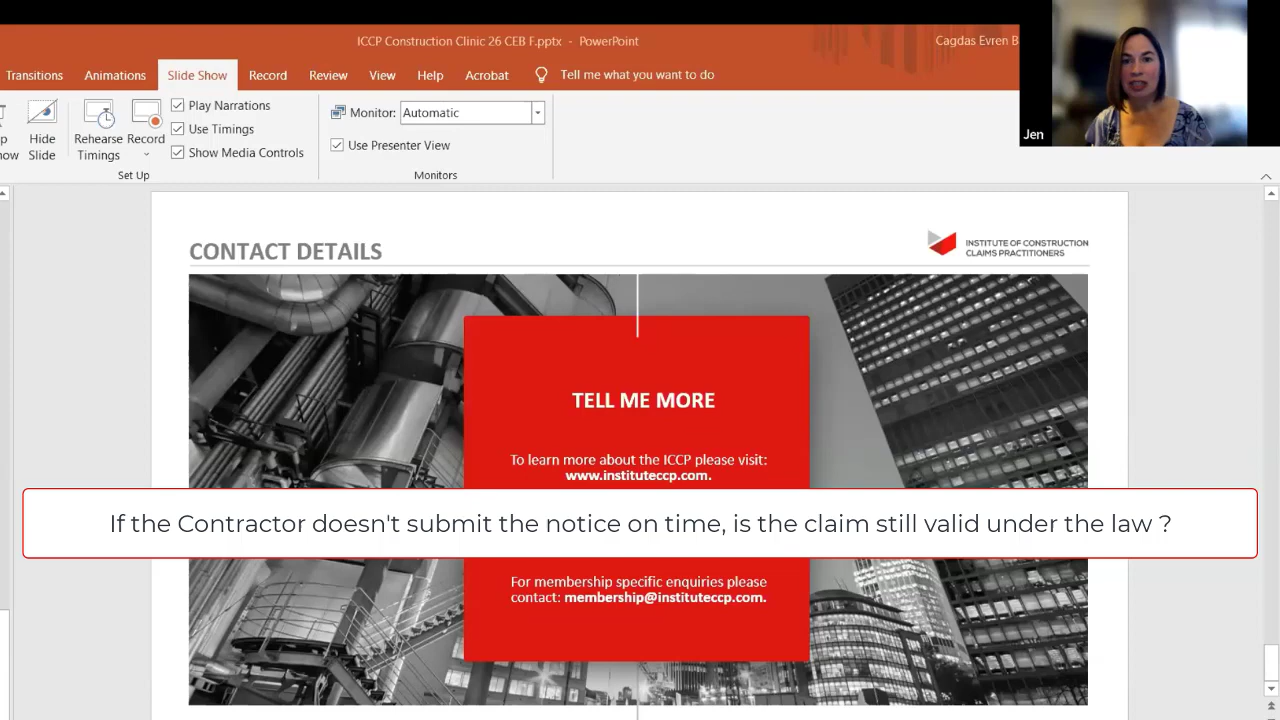 ICCP Construction Clinic 26 CEB F.pptx - PowerPoint
Cagdas Evren B
Transitions Animations Slide Show Record Review View Help Acrobat Tell me what you want to do
Hide
Slide
Rehearse
Timings
Record
Play Narrations
Use Timings
Show Media Controls
Set Up
Monitor: Automatic
Use Presenter View
Monitors
Jen
CONTACT DETAILS
INSTITUTE OF CONSTRUCTION
CLAIMS PRACTITIONERS
TELL ME MORE
To learn more about the ICCP please visit:
www.instituteccp.com.
If the Contractor doesn't submit the notice on time, is the claim still valid under the law ?
For membership specific enquiries please
contact: membership@instituteccp.com.